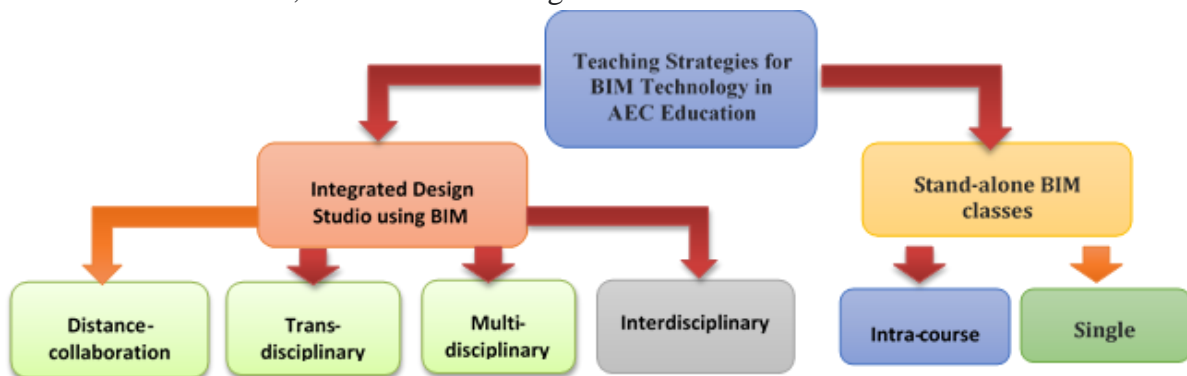 Teaching Strategies for
BIM Technology in
AEC Education
Integrated Design
Studio using BIM
Stand-alone BIM
classes
Distance-
collaboration
Trans-
disciplinary
Multi-
disciplinary
Interdisciplinary
Intra-course
Single